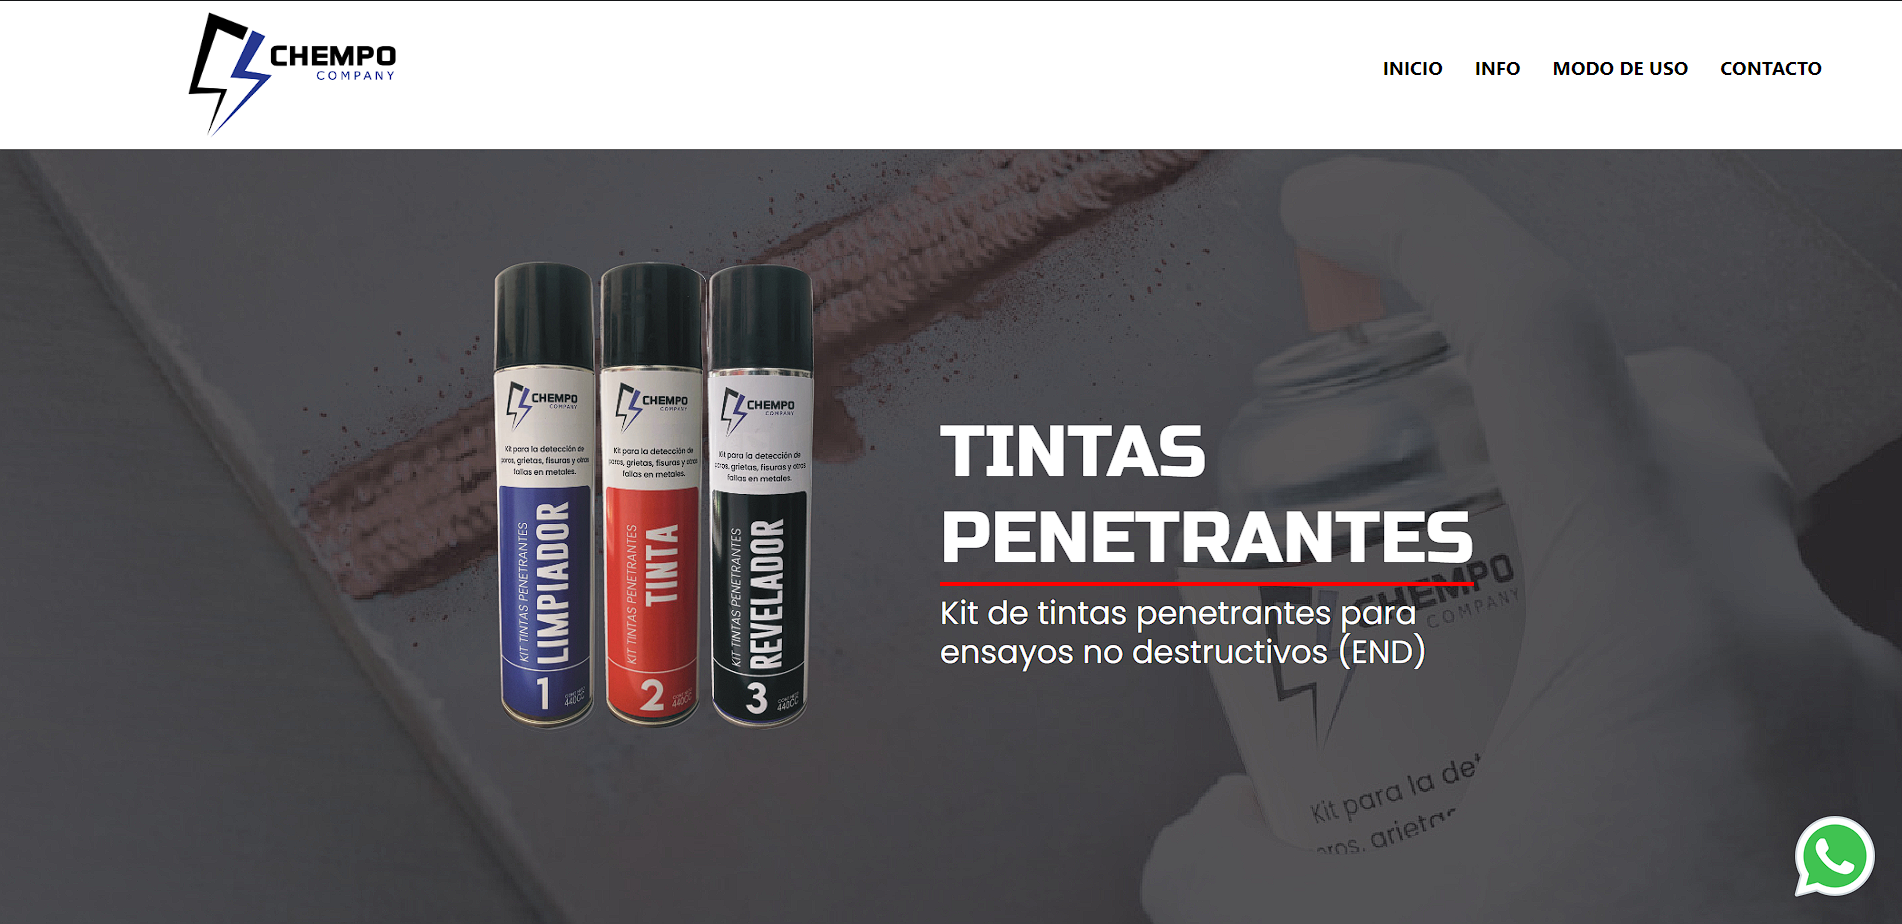 CHEMPO
COMPANY
INICIO INFO MODO DE USO CONTACTO
CHEMPO
COMPANY
Kit para la detección de
poros, grietas, fisuras y otras
fallas en metales.
KIT TINTAS PENETRANTES
LIMPIADOR
1
440CC
CHEMPO
COMPANY
Kit para la detección de
poros, grietas, fisuras y otras
fallas en metales.
KIT TINTAS PENETRANTES
TINTA
2
440CC
CHEMPO
COMPANY
Kit para la detección de
poros, grietas, fisuras y otras
fallas en metales.
KIT TINTAS PENETRANTES
REVELADOR
3
440CC
TINTAS
PENETRANTES
Kit de tintas penetrantes para
ensayos no destructivos (END)
CHEMPO
COMPANY
Kit para la det
oros, grietas